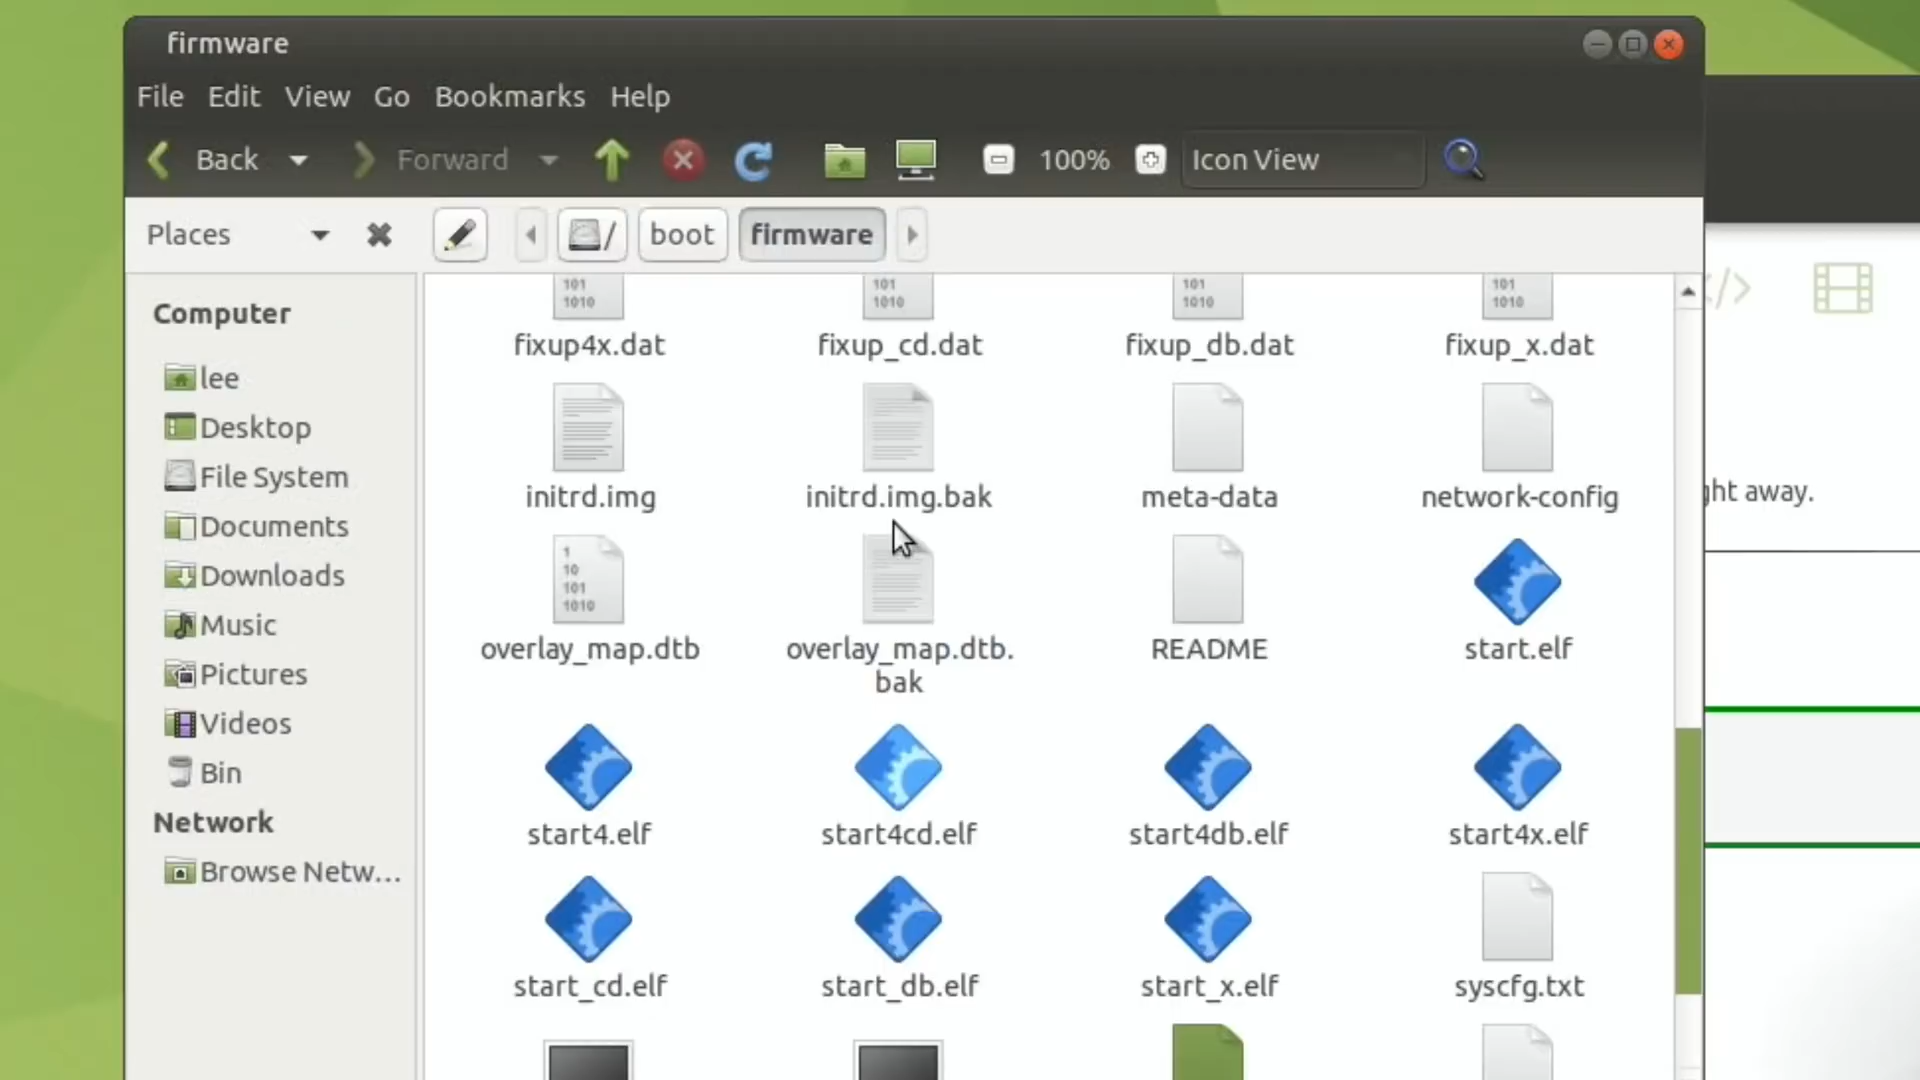 firmware
File Edit View Go Bookmarks Help
Back Forward 100% Icon View
Places / boot firmware
Computer
lee
Desktop
File System
Documents
Downloads
Music
Pictures
Videos
Bin
Network
Browse Netw...
101 101 101 101
1010 1010 1010 1010
fixup4x.dat fixup_cd.dat fixup_db.dat fixup_x.dat
initrd.img initrd.img.bak meta-data network-config
1
10
101
1010
overlay_map.dtb overlay_map.dtb. README start.elf
bak
start4.elf start4cd.elf start4db.elf start4x.elf
start_cd.elf start_db.elf start_x.elf syscfg.txt
</>
ght away.